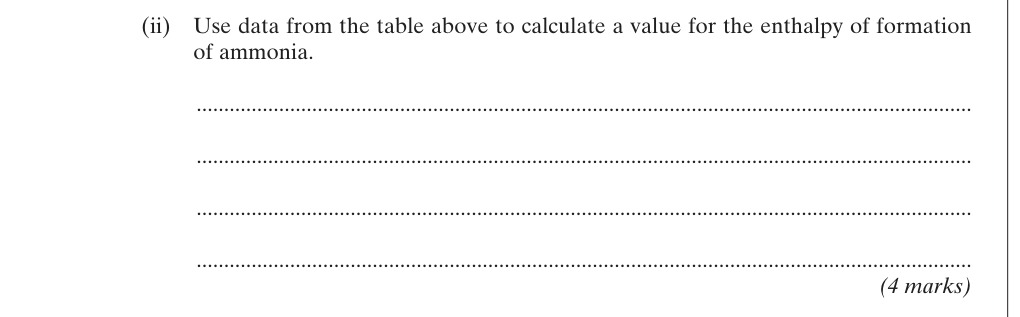 (ii) Use data from the table above to calculate a value for the enthalpy of formation
of ammonia.
(4 marks)